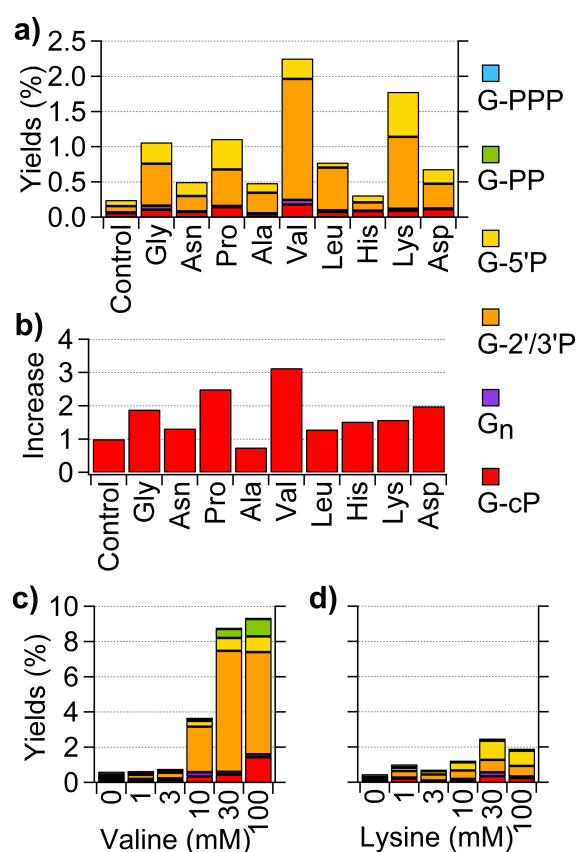 a)
Yields (%)
2.5
2.0
1.5
1.0
0.5
0.0
Control
Gly
Asn
Pro
Ala
Val
Leu
His
Lys
Asp
G-PPP
G-PP
G-5'P
G-2'/3'P
Gn
G-cP
b)
Increase
4
3
2
1
0
Control
Gly
Asn
Pro
Ala
Val
Leu
His
Lys
Asp
c)
Yields (%)
10
8
6
4
2
0
0
1
3
10
30
100
Valine (mM)
d)
0
1
3
10
30
100
Lysine (mM)